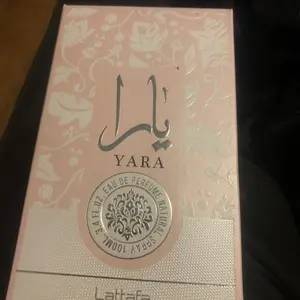 يارا
YARA
EAU DE PERFUME NATURAL SPRAY 100ML 3.4 FL.OZ.
Lattafa